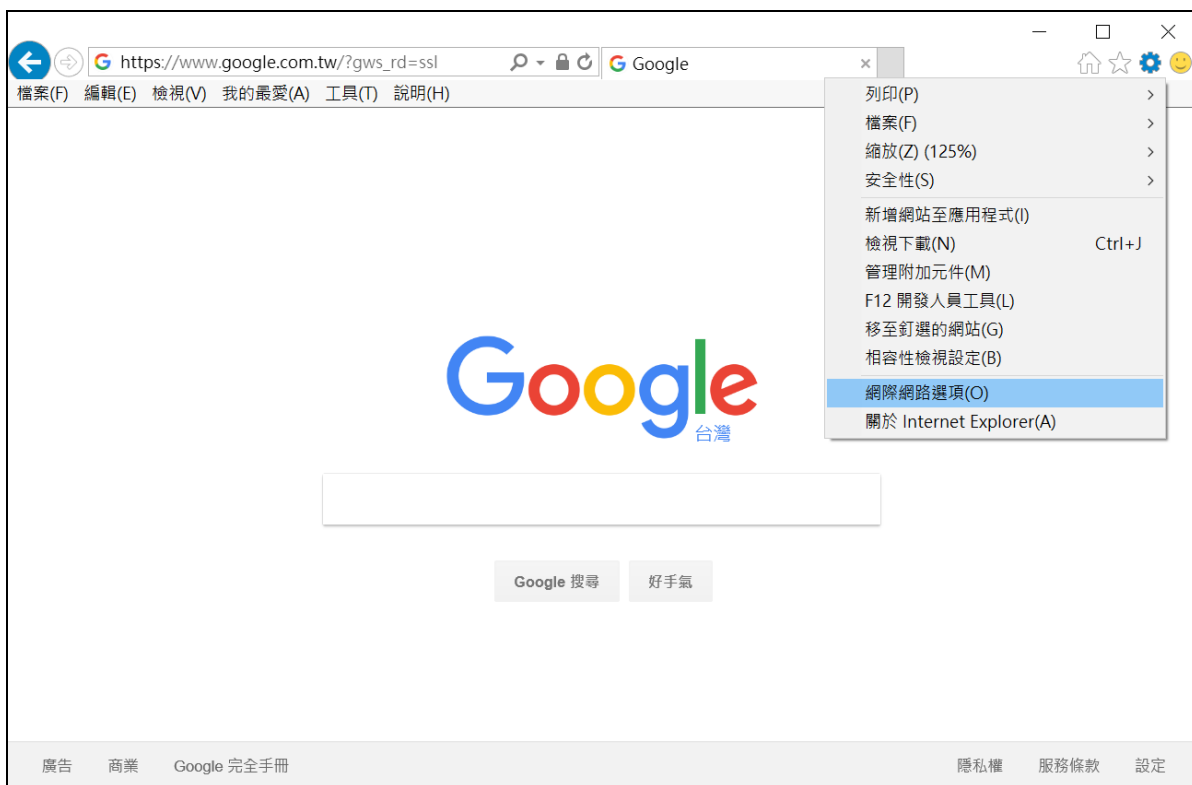 https://www.google.com.tw/?gws_rd=ssl
Google
檔案(F) 編輯(E) 檢視(V) 我的最愛(A) 工具(T) 說明(H)
列印(P)
檔案(F)
縮放(Z) (125%)
安全性(S)
新增網站至應用程式(I)
檢視下載(N) Ctrl+J
管理附加元件(M)
F12 開發人員工具(L)
移至釘選的網站(G)
相容性檢視設定(B)
網際網路選項(O)
關於 Internet Explorer(A)
Google
台灣
Google 搜尋 好手氣
廣告 商業 Google 完全手冊 隱私權 服務條款 設定